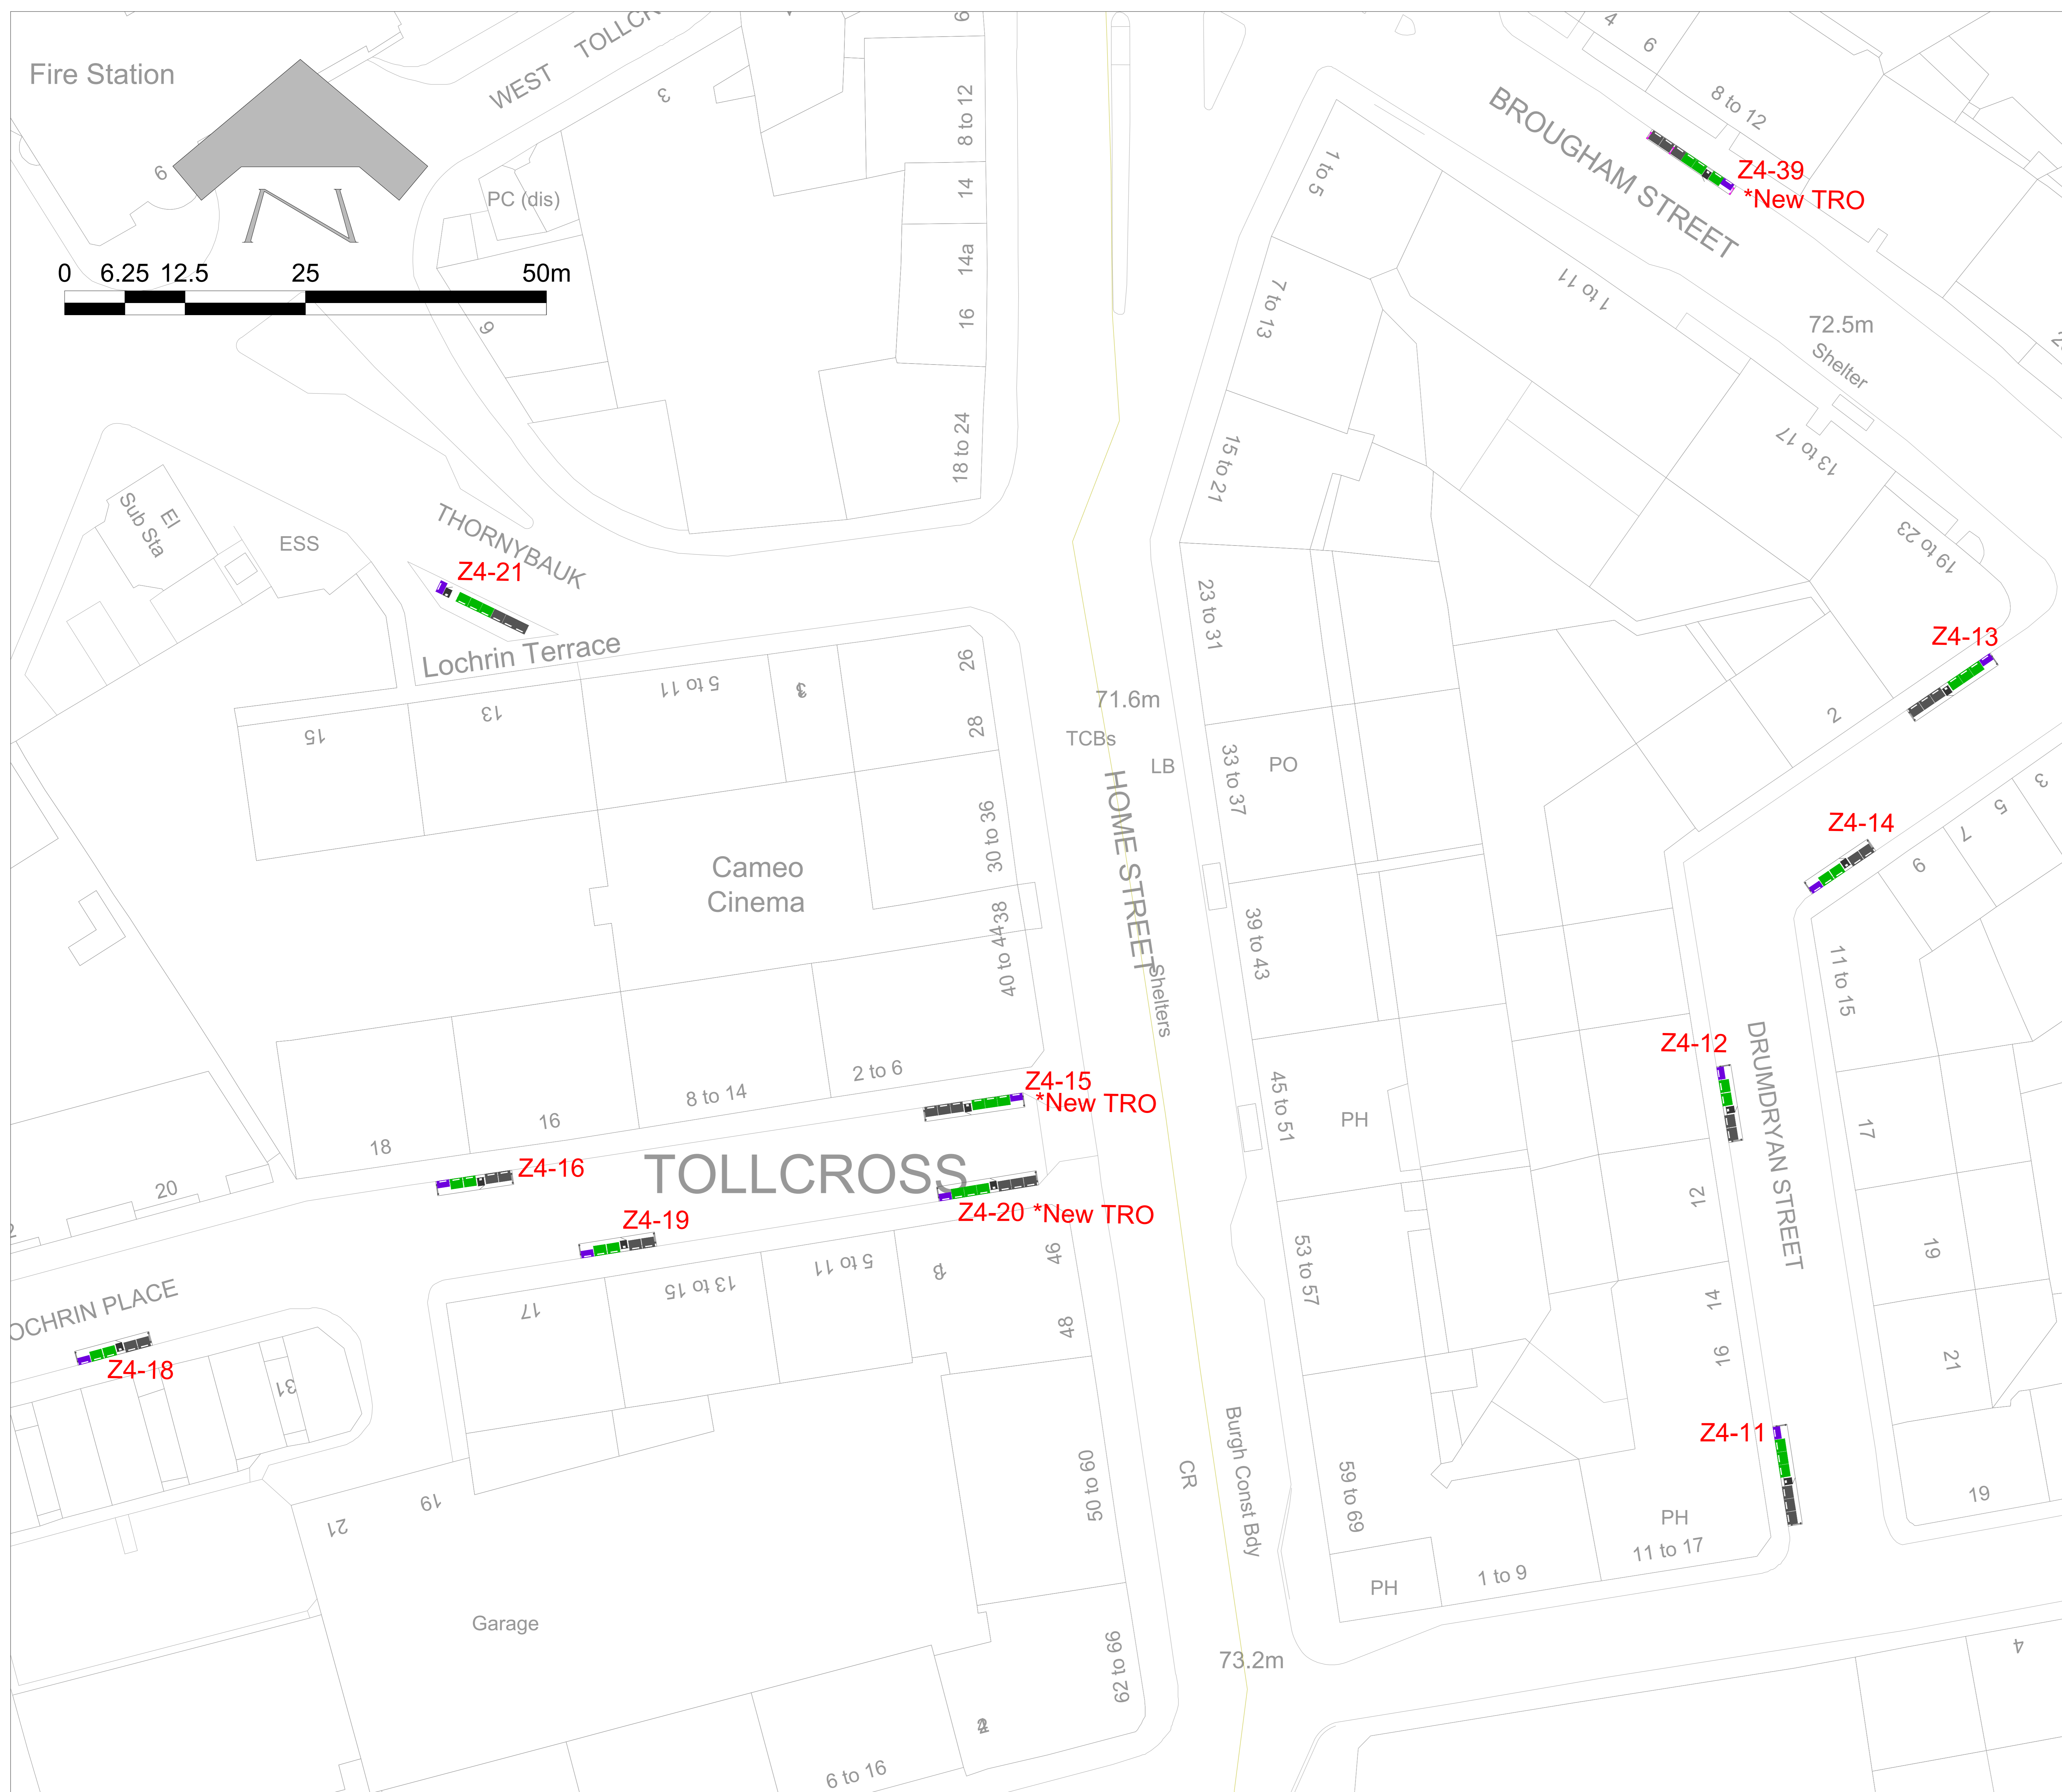 Fire Station
WEST TOLLCR
0 6.25 12.5 25 50m
6
3
6
8 to 12
14
14a
16
18 to 24
9
PC (dis)
4
6
8 to 12
BROUGHAM STREET
Z4-39
*New TRO
1 to 5
7 to 13
15 to 21
1 to 11
72.5m
Shelter
13 to 17
19 to 23
El
Sub Sta
ESS
THORNYBAUK
Z4-21
Lochrin Terrace
15
13
5 to 11
26
28
30 to 36
38
40 to 44
Cameo
Cinema
71.6m
TCBs
LB
HOME STREET
Shelters
23 to 31
33 to 37
PO
39 to 43
45 to 51
PH
53 to 57
59 to 69
PH
1 to 9
11 to 17
PH
Z4-13
2
Z4-14
3
5
7
9
11 to 15
17
19
21
19
Z4-12
DRUMDRYAN STREET
12
14
16
Z4-11
2 to 6
8 to 14
16
18
20
Z4-15
*New TRO
Z4-16
TOLLCROSS
Z4-20 *New TRO
Z4-19
OCHRIN PLACE
Z4-18
31
17
13 to 15
5 to 11
46
48
50 to 60
62 to 66
19
21
Garage
6 to 16
CR
Burgh Const Bdy
73.2m
4